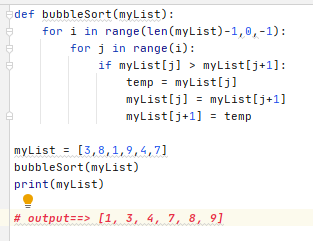 def bubbleSort(myList):
    for i in range(len(myList)-1,0,-1):
        for j in range(i):
            if myList[j] > myList[j+1]:
                temp = myList[j]
                myList[j] = myList[j+1]
                myList[j+1] = temp
myList = [3,8,1,9,4,7]
bubbleSort(myList)
print(myList)
# output==> [1, 3, 4, 7, 8, 9]